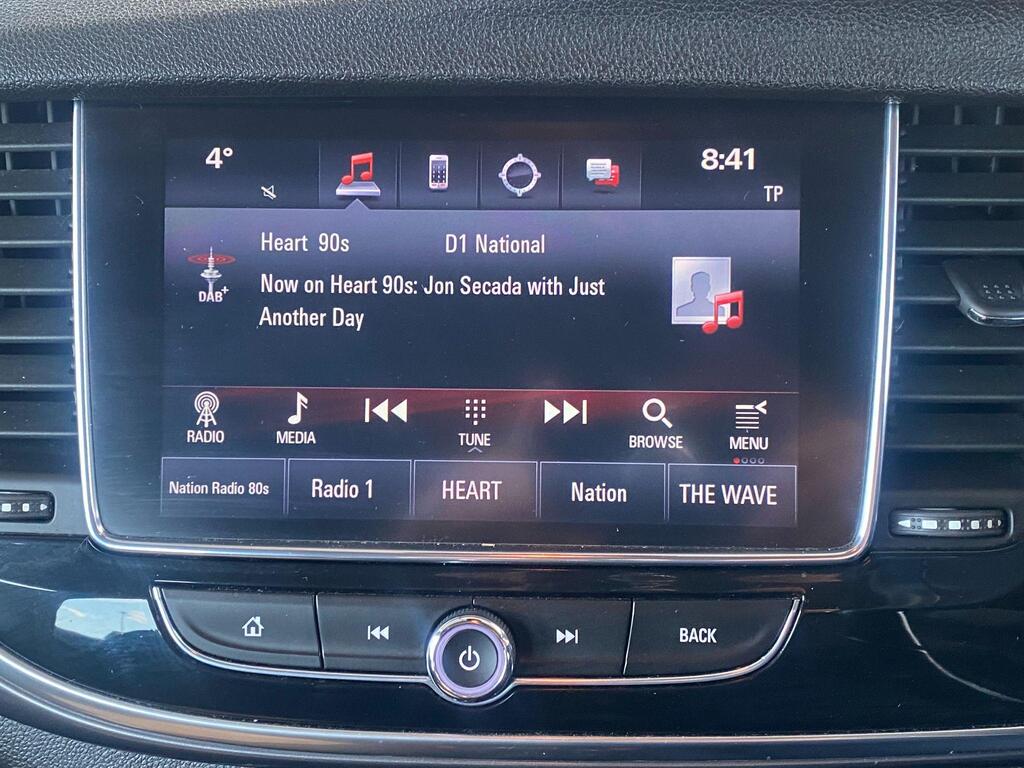 4° 8:41
TP
Heart 90s D1 National
DAB+
Now on Heart 90s: Jon Secada with Just
Another Day
RADIO MEDIA TUNE BROWSE MENU
Nation Radio 80s Radio 1 HEART Nation THE WAVE
BACK